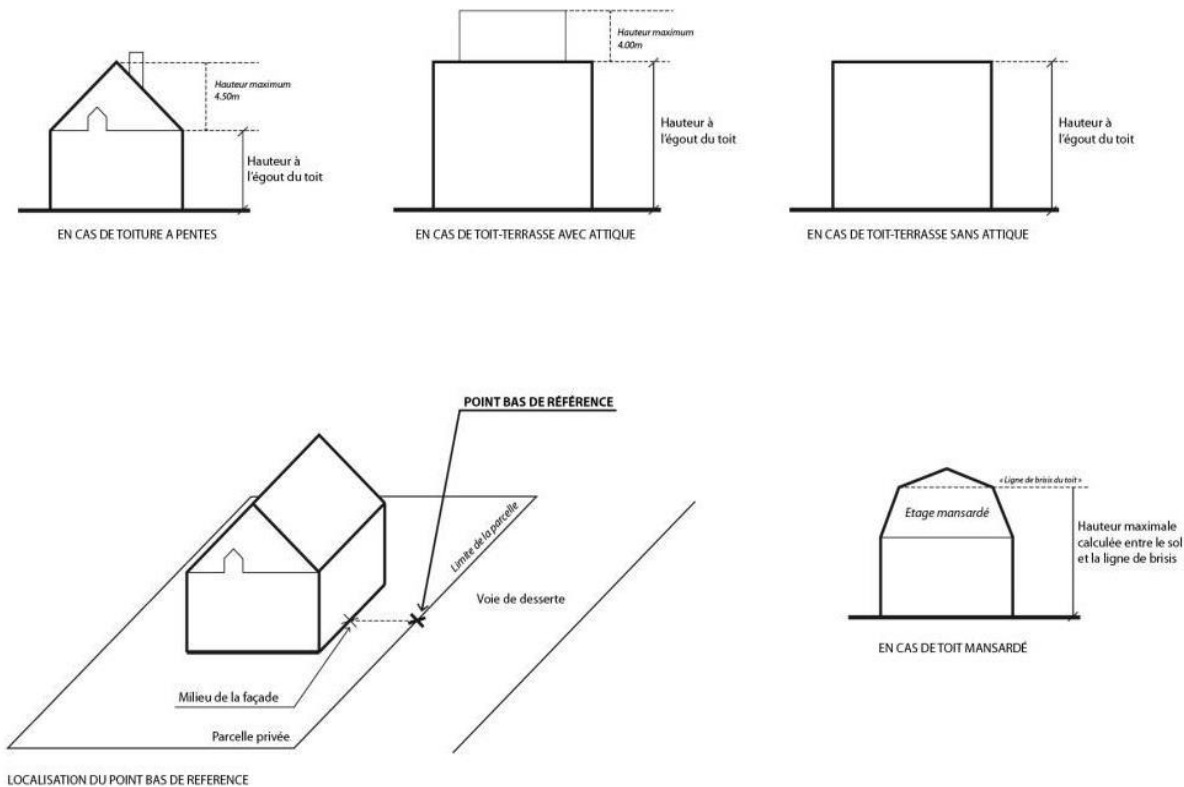 Hauteur maximum
4.50m
Hauteur à
l'égout du toit
EN CAS DE TOITURE A PENTES
Hauteur maximum
4.00m
Hauteur à
l'égout du toit
EN CAS DE TOIT-TERRASSE AVEC ATTIQUE
Hauteur à
l'égout du toit
EN CAS DE TOIT-TERRASSE SANS ATTIQUE
POINT BAS DE RÉFÉRENCE
Limite de la parcelle
Voie de desserte
Milieu de la façade
Parcelle privée
LOCALISATION DU POINT BAS DE REFERENCE
« Ligne de brisis du toit »
Etage mansardé
Hauteur maximale
calculée entre le sol
et la ligne de brisis
EN CAS DE TOIT MANSARDÉ